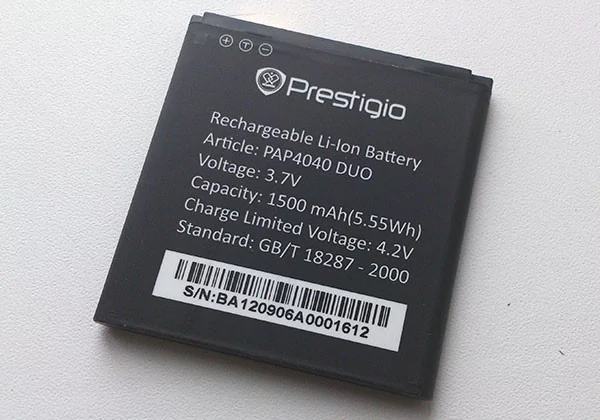 + T -
Prestigio
Rechargeable Li-Ion Battery
Article: PAP4040 DUO
Voltage: 3.7V
Capacity: 1500 mAh(5.55Wh)
Charge Limited Voltage: 4.2V
Standard: GB/T 18287 - 2000
S/N:BA120906A0001612